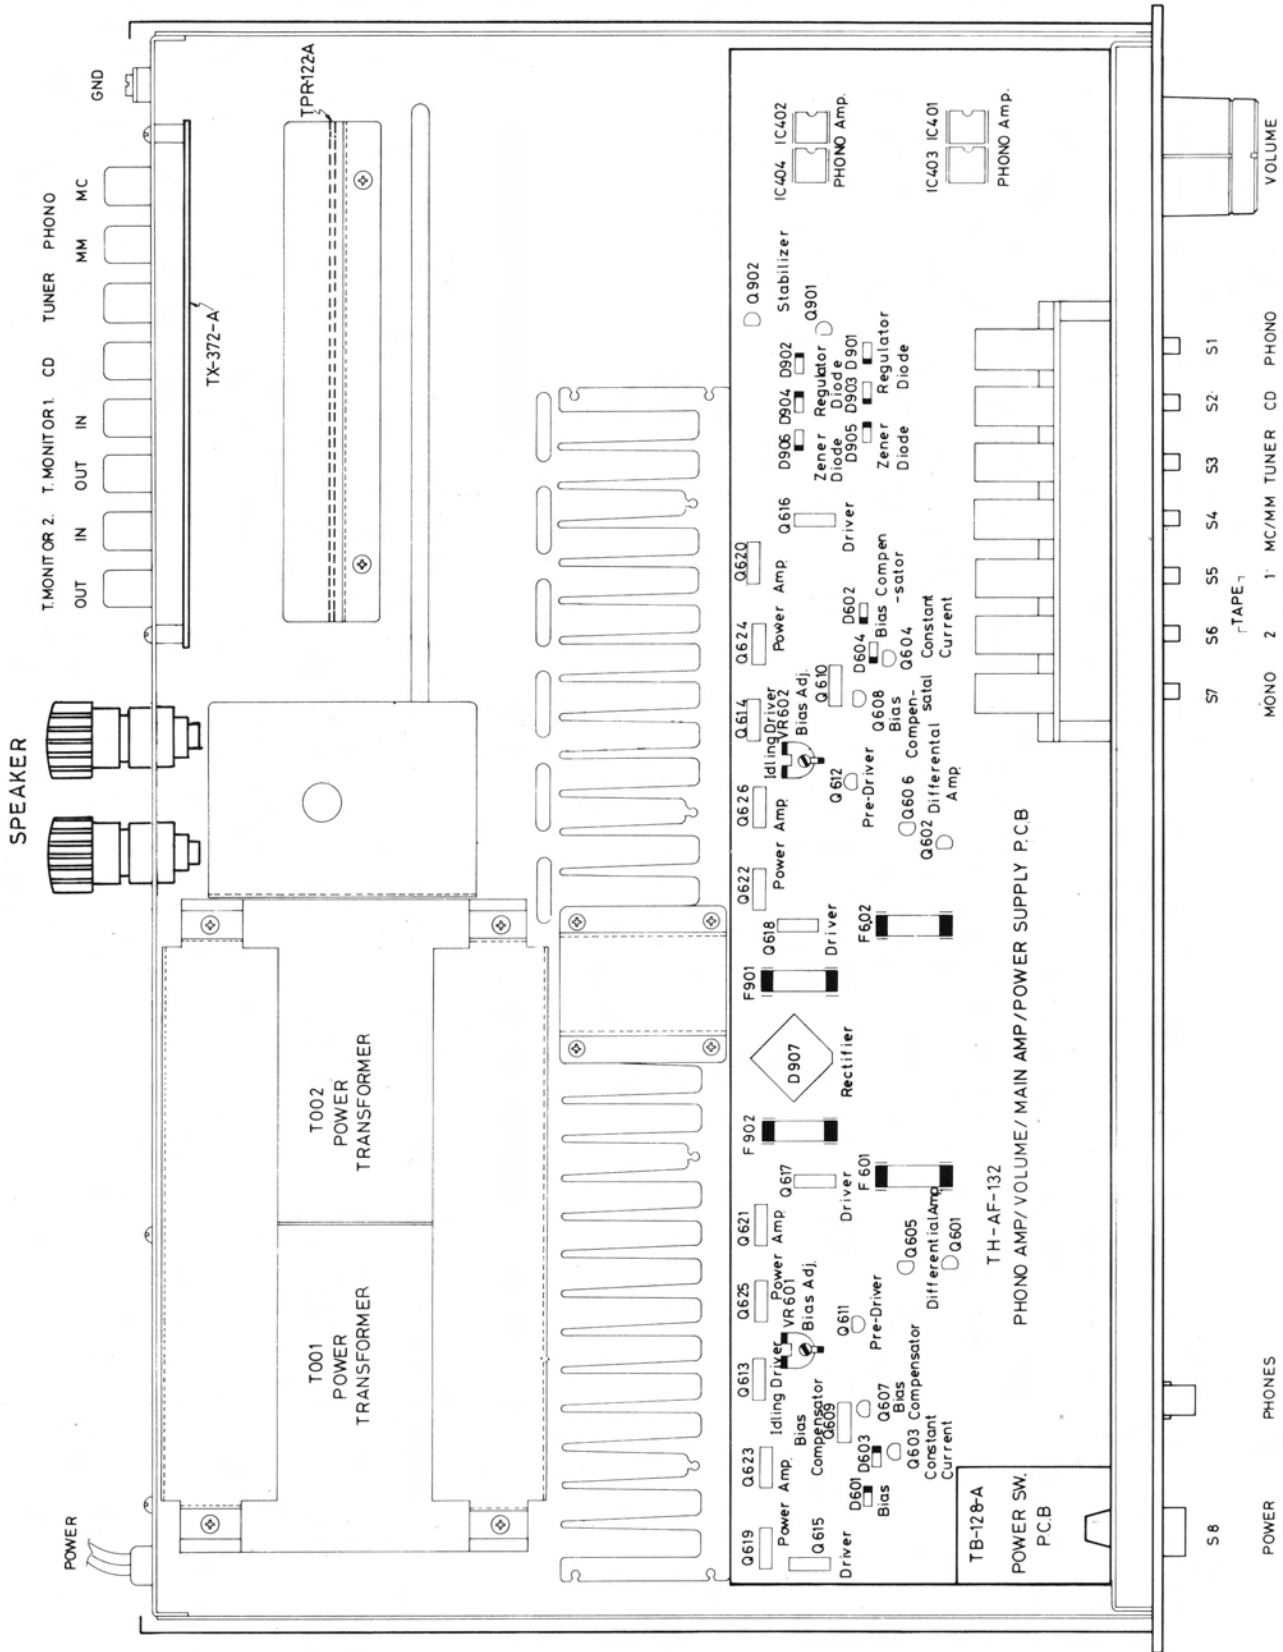 SPEAKER
POWER
T.MONITOR 2. T.MONITOR 1. CD TUNER PHONO
OUT IN OUT IN MM MC
GND
TX-372-A
TPR-122-A
T001
POWER
TRANSFORMER
T002
POWER
TRANSFORMER
Q619
Q623
Power Amp.
Q615
Driver
Q613
Idling Driver
Bias
Compensator
Q609
VR601
Bias Adj.
Q625
Q621
Power Amp.
Q617
Driver
D601
Bias
D603
Q607
Bias
Compensator
Q603
Constant
Current
Q611
Pre-Driver
Q605
Differential Amp
Q601
F601
F902
D907
Rectifier
F901
F602
Q618
Driver
Q622
Q626
Power Amp.
Q614
Idling Driver
VR602
Bias Adj.
Q624
Q620
Power Amp.
Q616
Driver
Q610
Q612
Pre-Driver
Q608
Bias
Compen-
satal
D604
D602
Bias Compen
-sator
Q604
Constant
Current
Q606
Q602
Differental
Amp.
D906
D904
D902
Zener
Diode
Regulator
Diode
D905
D903
D901
Zener
Diode
Regulator
Diode
Q902
Stabilizer
Q901
IC404
IC402
PHONO Amp.
IC403
IC401
PHONO Amp.
TH-AF-132
PHONO AMP/VOLUME/MAIN AMP/POWER SUPPLY P.C.B
TB-128-A
POWER SW.
P.C.B
S8
S7
S6
S5
S4
S3
S2
S1
TAPE
POWER
PHONES
MONO 2 1 MC/MM TUNER CD PHONO
VOLUME